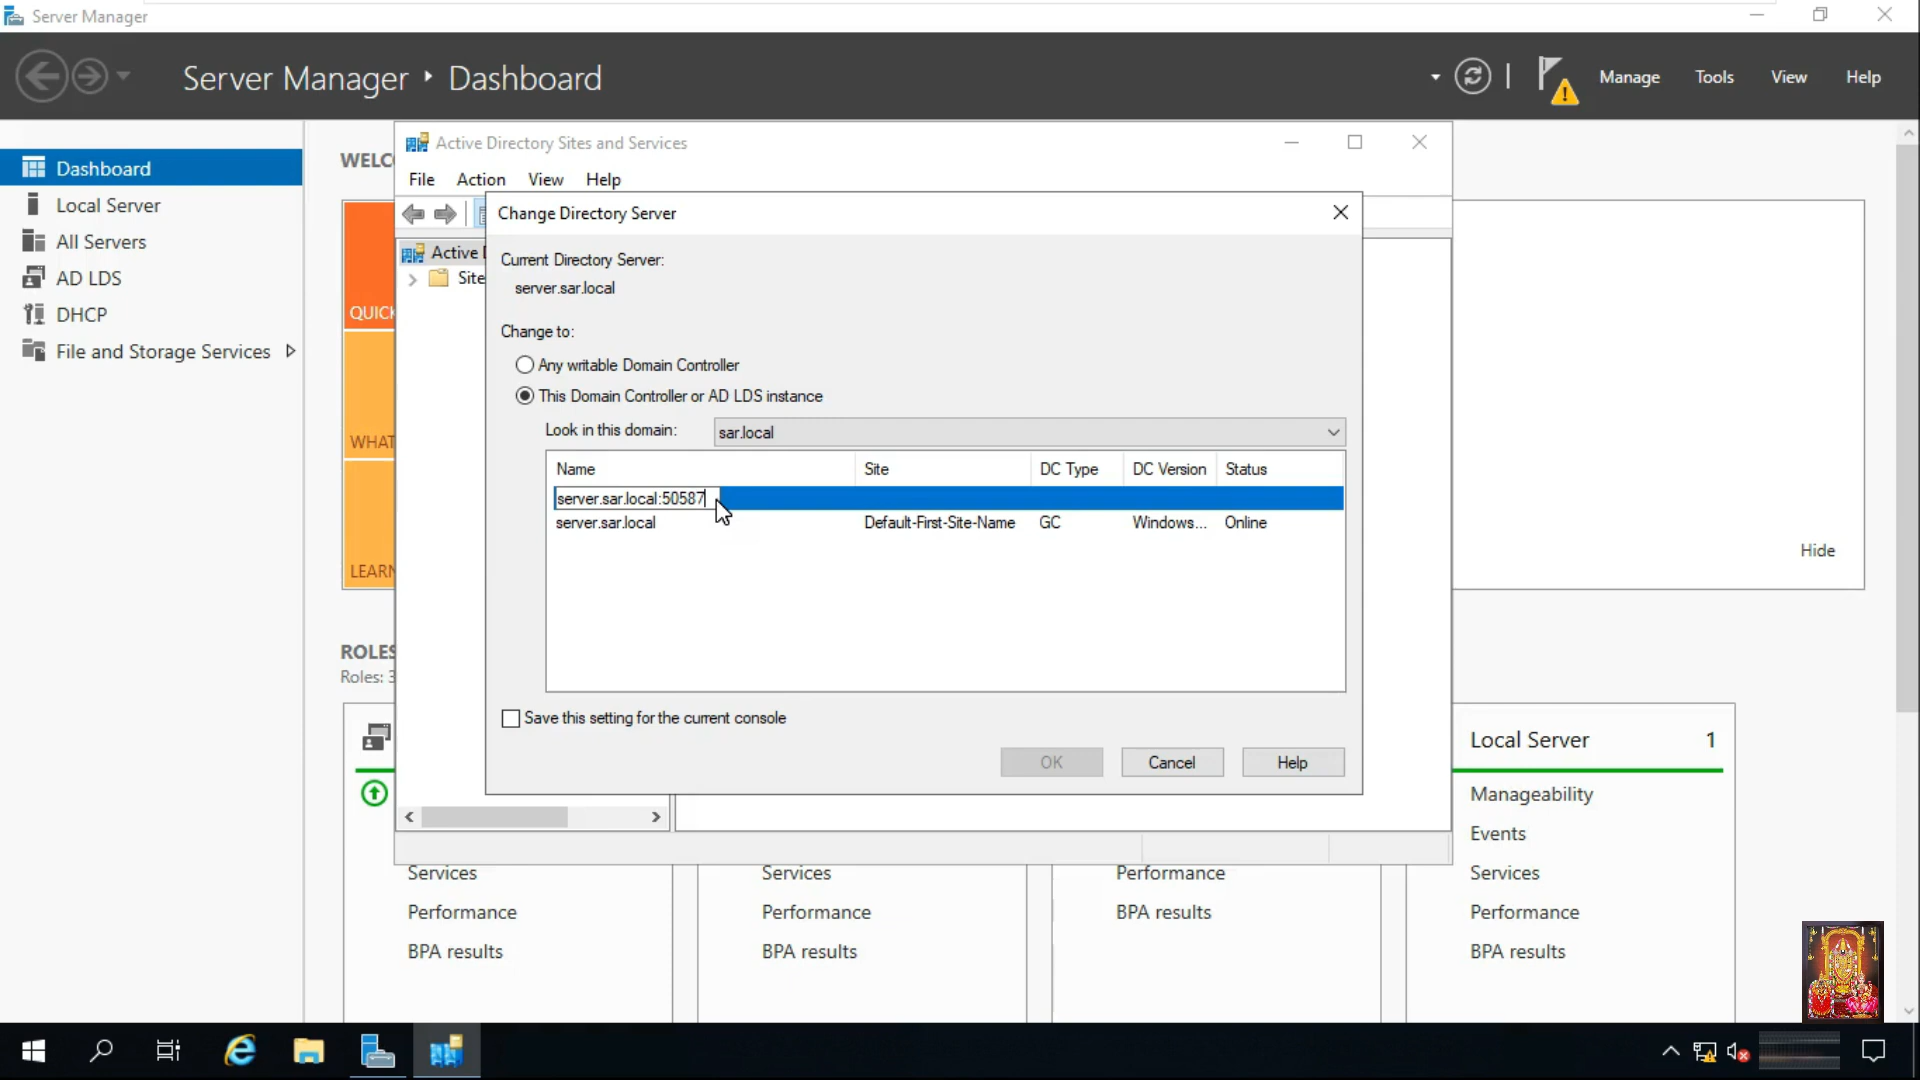 Server Manager
Server Manager Dashboard
Manage
Tools
View
Help
Dashboard
Local Server
All Servers
AD LDS
DHCP
File and Storage Services
WELC
QUICK
WHAT
LEARN
Hide
ROLES
Roles: 3
Active Directory Sites and Services
File
Action
View
Help
Active D
Site
Change Directory Server
Current Directory Server:
server.sar.local
Change to:
Any writable Domain Controller
This Domain Controller or AD LDS instance
Look in this domain:
sar.local
Name Site DC Type DC Version Status
server.sar.local:50587
server.sar.local Default-First-Site-Name GC Windows... Online
Save this setting for the current console
OK
Cancel
Help
Services
Performance
BPA results
Services
Performance
BPA results
Performance
BPA results
Local Server 1
Manageability
Events
Services
Performance
BPA results